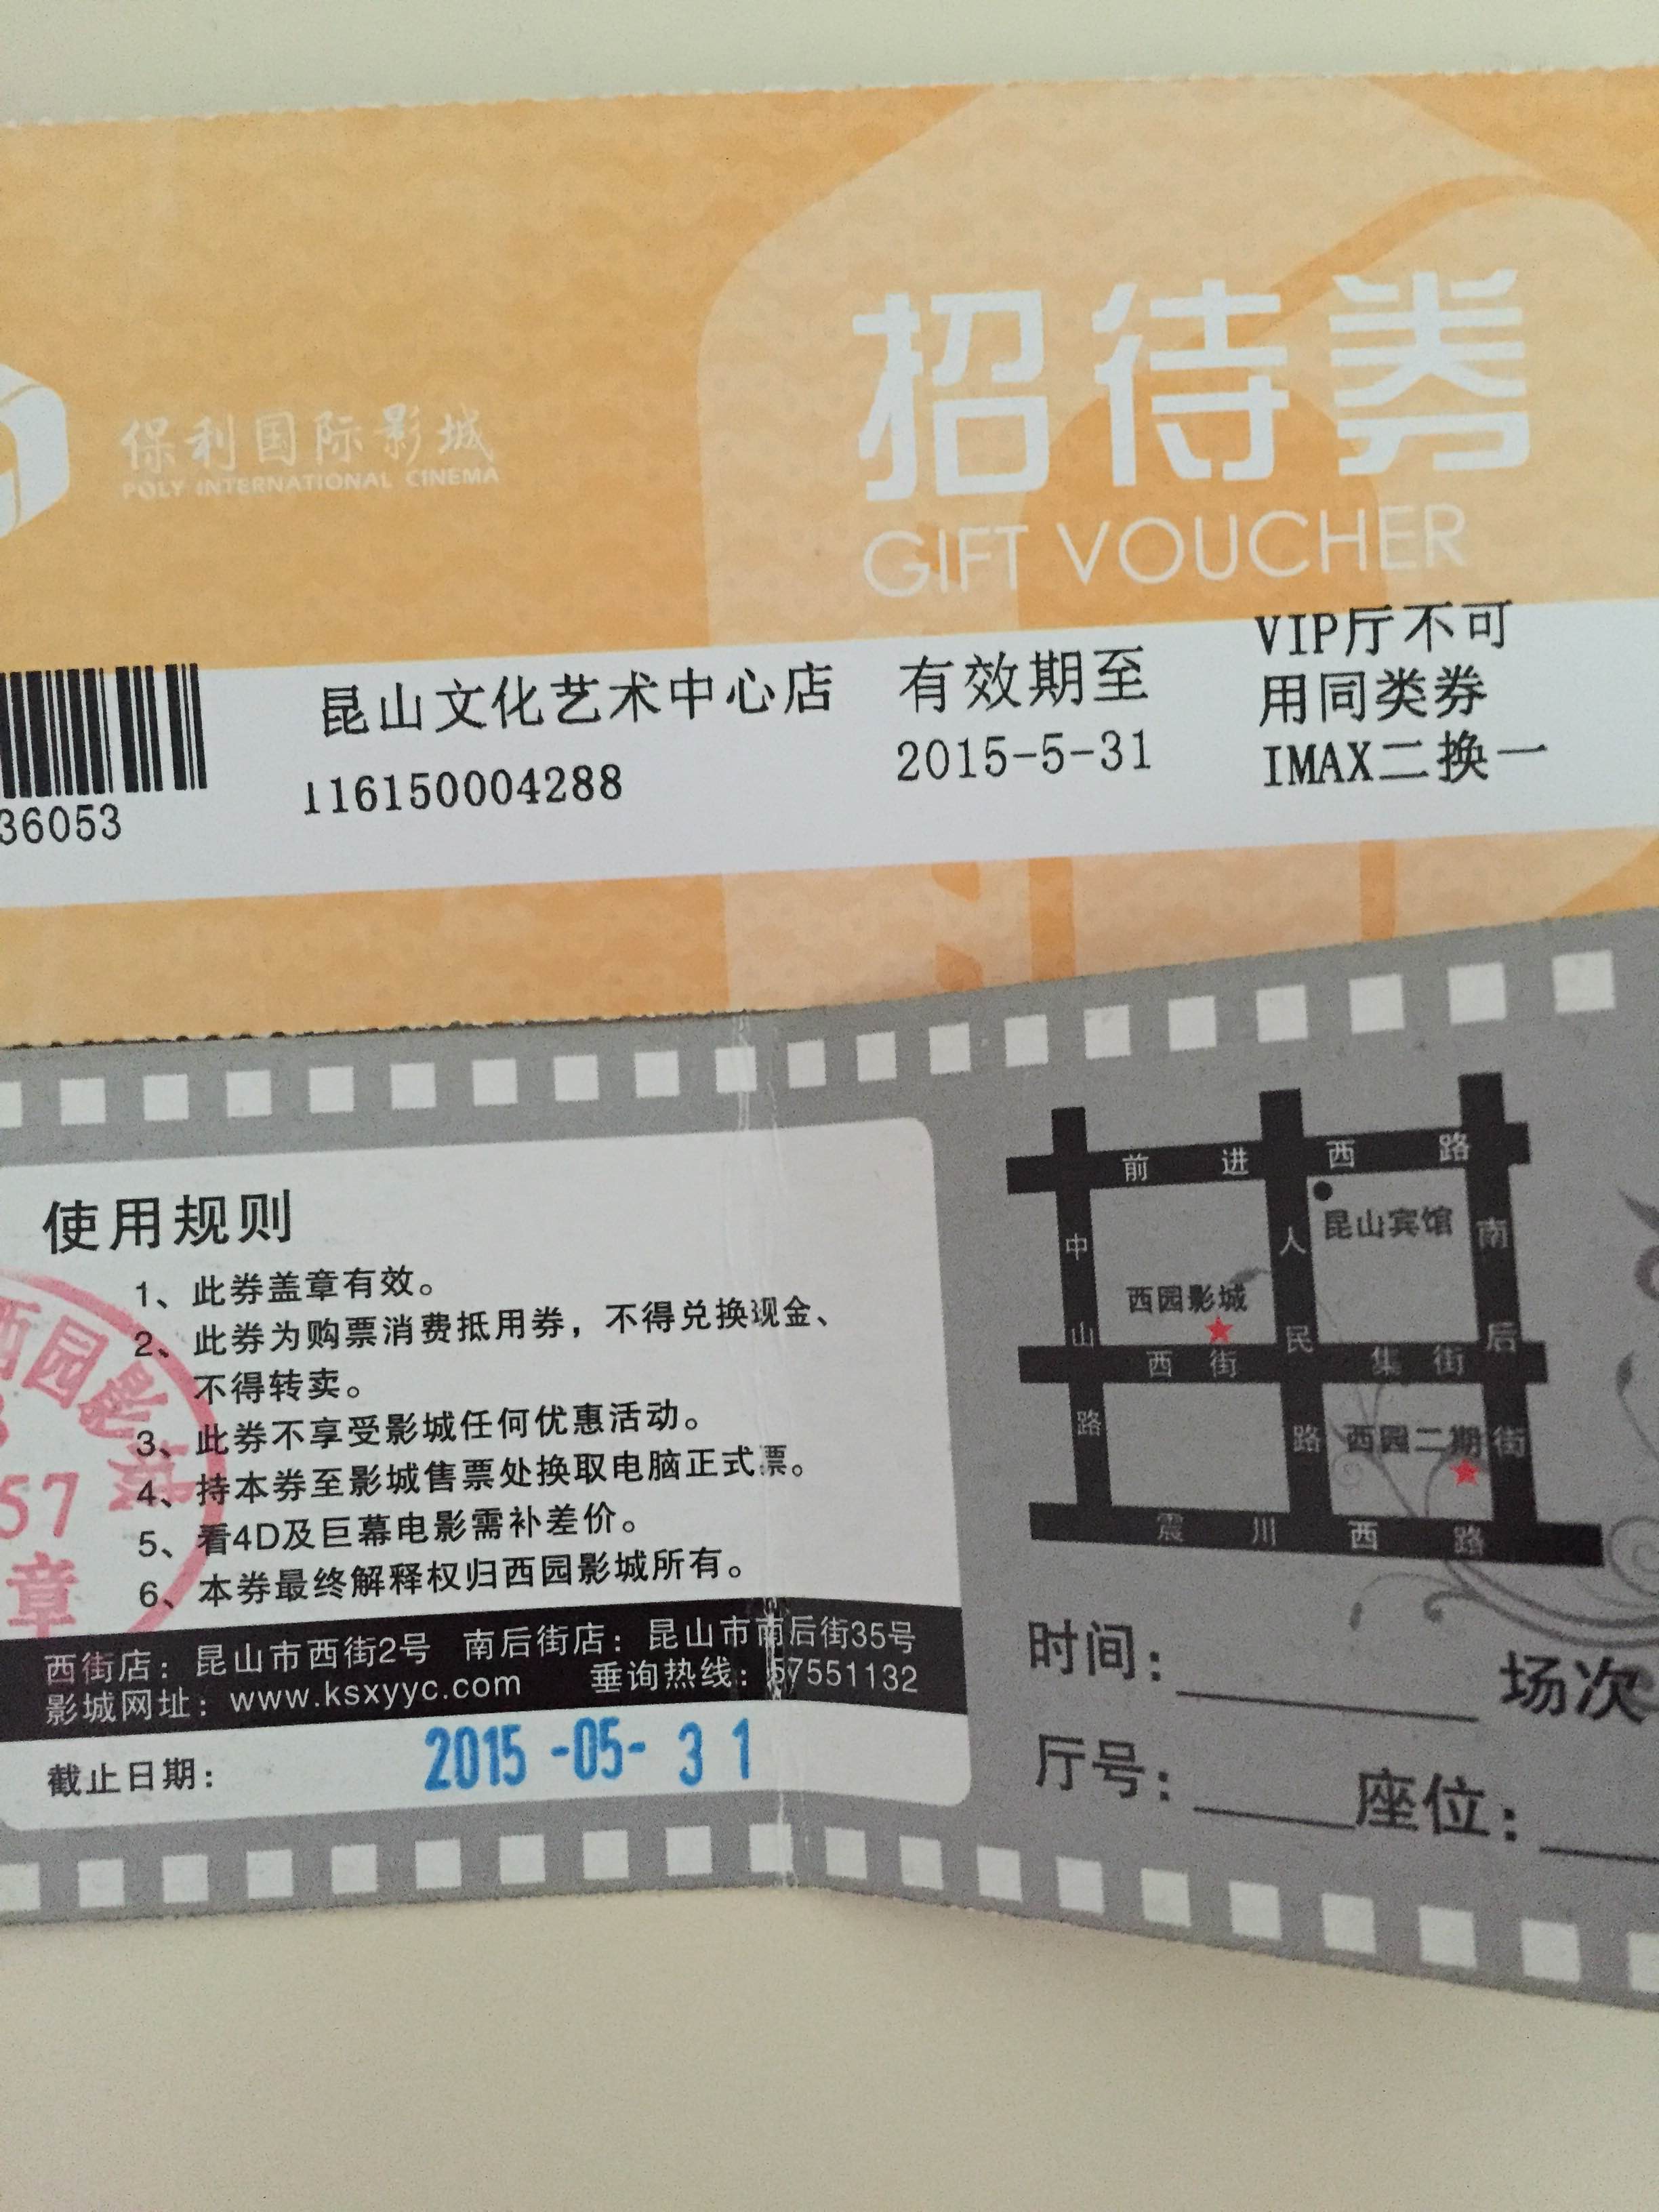 招待券
GIFT VOUCHER
保利国际影城
POLY INTERNATIONAL CINEMA
36053
昆山文化艺术中心店
116150004288
有效期至
2015-5-31
VIP厅不可
用同类券
IMAX二换一
使用规则
1、此券盖章有效。
2、此券为购票消费抵用券，不得兑换现金、
不得转卖。
3、此券不享受影城任何优惠活动。
4、持本券至影城售票处换取电脑正式票。
5、看4D及巨幕电影需补差价。
6、本券最终解释权归西园影城所有。
西街店：昆山市西街2号 南后街店：昆山市南后街35号
影城网址：www.ksxyyc.com 垂询热线：57551132
截止日期：2015-05-31
西园影城
57
章
前进西路
中山路
人民路
南后街
昆山宾馆
西园影城
西街
集街
西园二期
震川西路
时间：
场次
厅号：
座位：